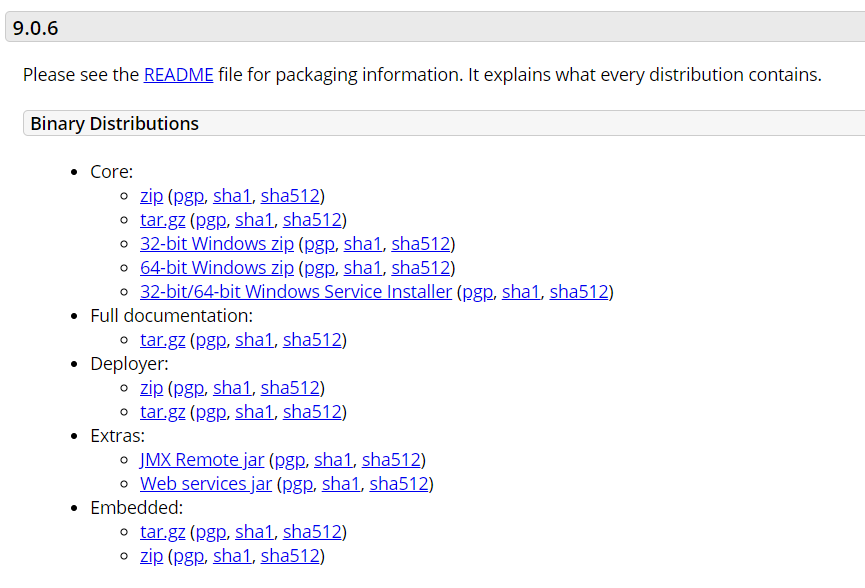 9.0.6
Please see the README file for packaging information. It explains what every distribution contains.
Binary Distributions
Core:
zip (pgp, sha1, sha512)
tar.gz (pgp, sha1, sha512)
32-bit Windows zip (pgp, sha1, sha512)
64-bit Windows zip (pgp, sha1, sha512)
32-bit/64-bit Windows Service Installer (pgp, sha1, sha512)
Full documentation:
tar.gz (pgp, sha1, sha512)
Deployer:
zip (pgp, sha1, sha512)
tar.gz (pgp, sha1, sha512)
Extras:
JMX Remote jar (pgp, sha1, sha512)
Web services jar (pgp, sha1, sha512)
Embedded:
tar.gz (pgp, sha1, sha512)
zip (pgp, sha1, sha512)